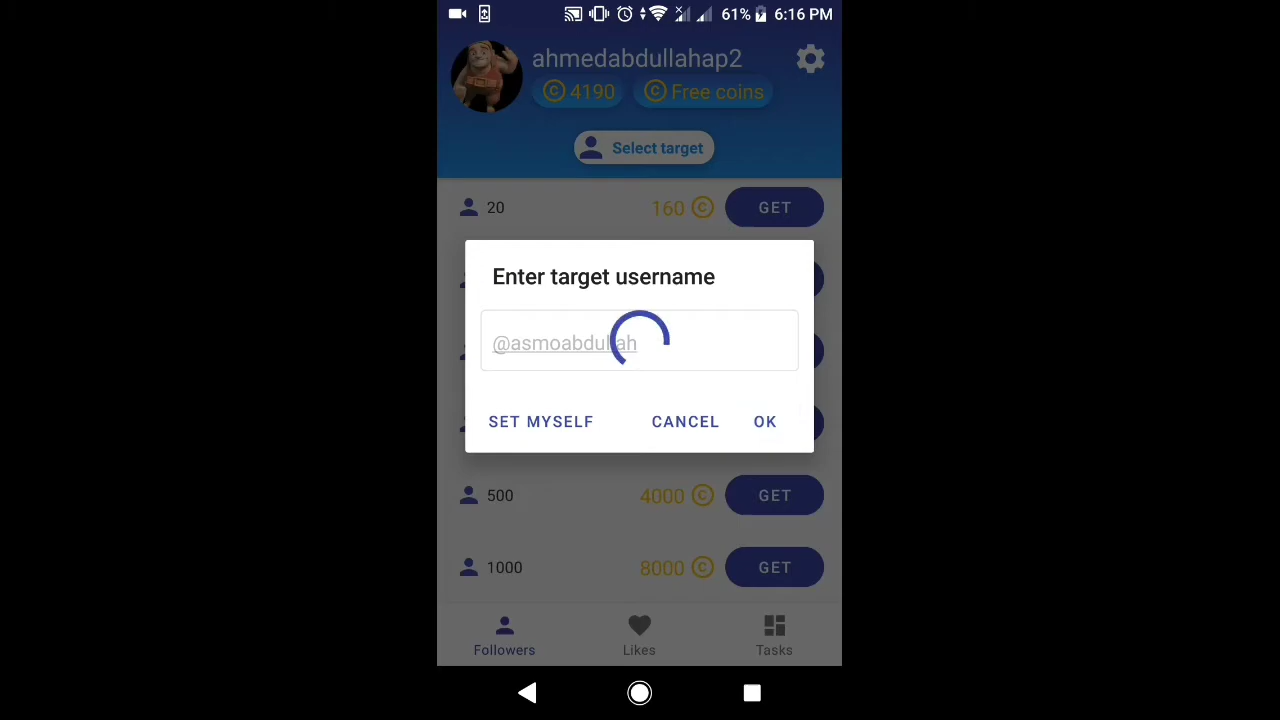 61% 6:16 PM
ahmedabdullahap2
4190 Free coins
Select target
20 160 GET
Enter target username
@asmoabdullah
SET MYSELF CANCEL OK
500 4000 GET
1000 8000 GET
Followers Likes Tasks